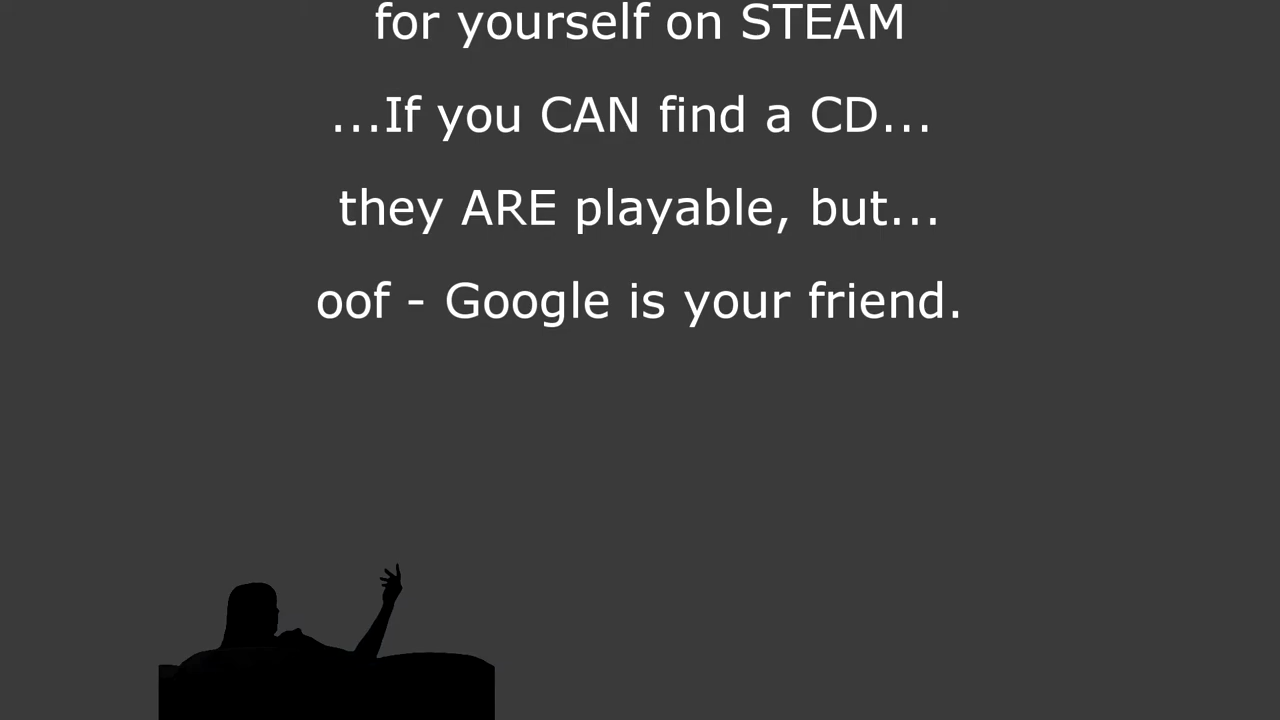 for yourself on STEAM
...If you CAN find a CD...
they ARE playable, but...
oof - Google is your friend.